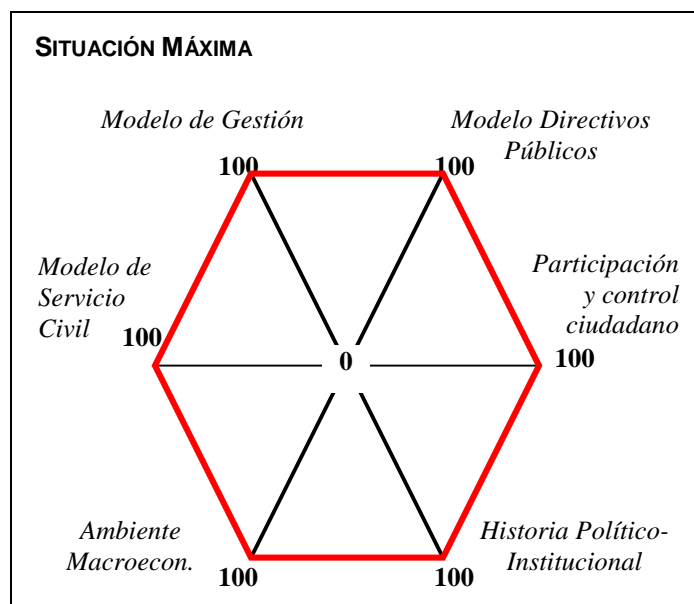 SITUACIÓN MÁXIMA
Modelo de Gestión
Modelo Directivos
Públicos
100
100
Modelo de
Servicio
Civil
100
Participación
y control
ciudadano
100
0
Ambiente
Macroecon.
100
Historia Político-
Institucional
100